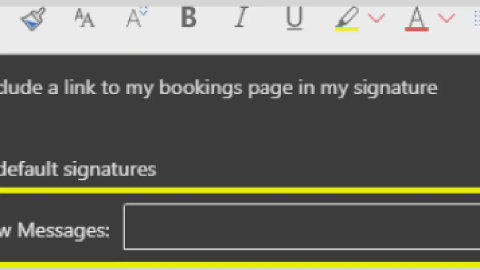 B I U A
clude a link to my bookings page in my signature
default signatures
w Messages: